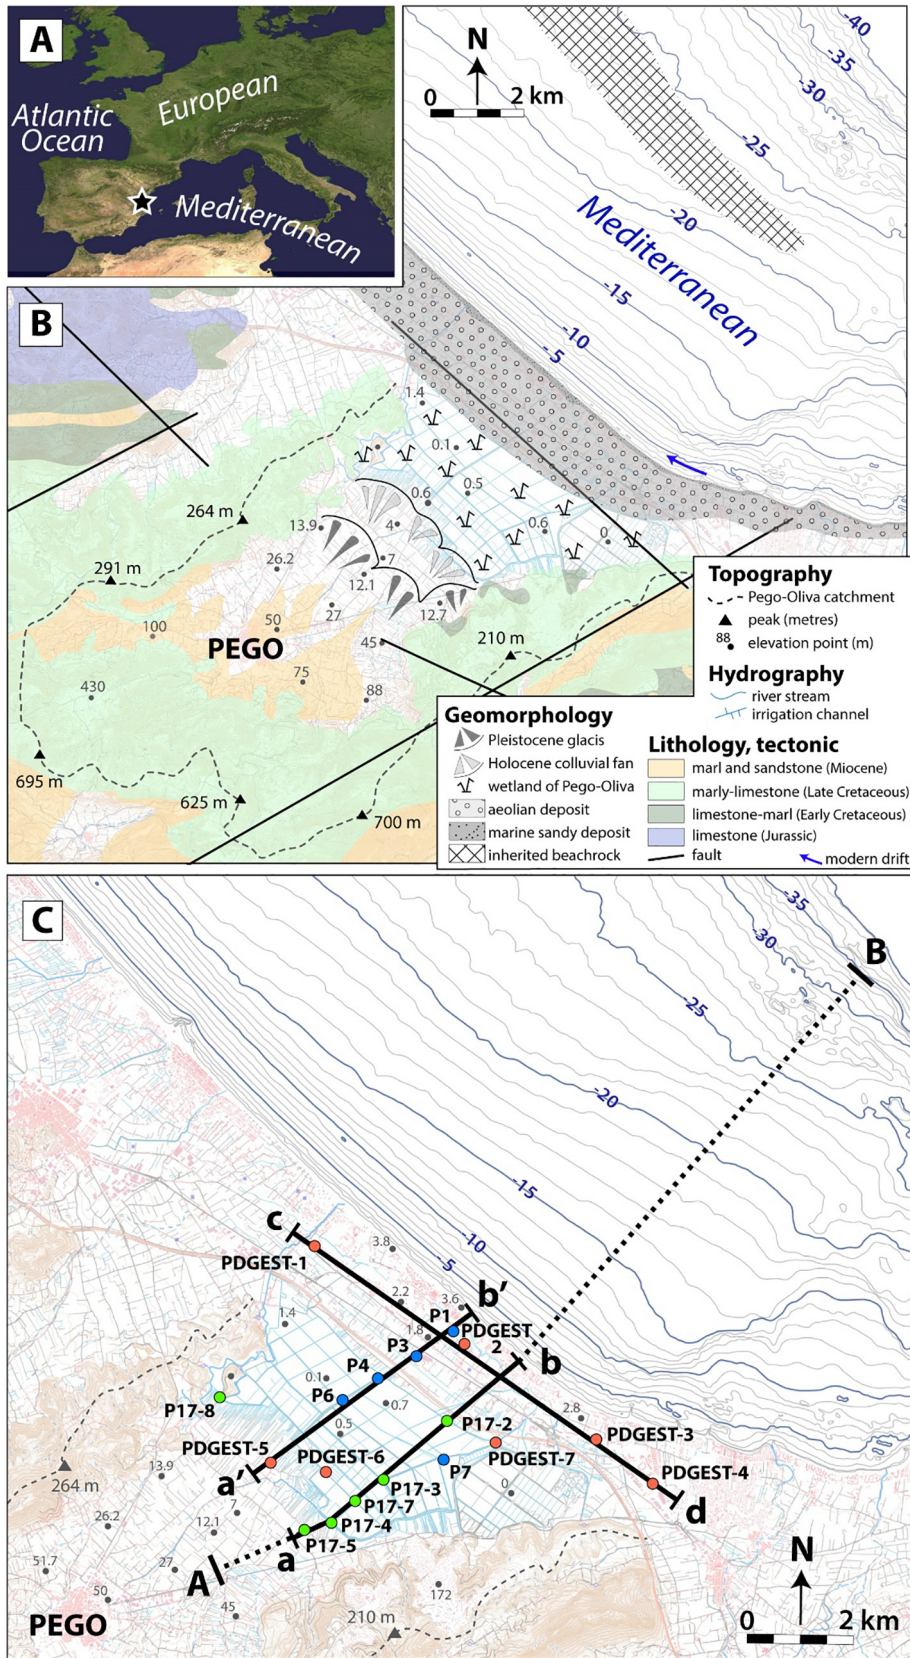 A
European
Atlantic
Ocean
Mediterranean
N
0 2 km
-40
-35
-30
-25
-20
-15
-10
-5
Mediterranean
B
1.4
0.1
0.6
0.5
264 m
13.9
4
0.6
0
26.2
7
291 m
12.1
27
12.7
100
50
PEGO
45
210 m
75
430
88
695 m
625 m
700 m
Topography
Pego-Oliva catchment
peak (metres)
88
elevation point (m)
Hydrography
river stream
irrigation channel
Geomorphology
Pleistocene glacis
Holocene colluvial fan
wetland of Pego-Oliva
aeolian deposit
marine sandy deposit
inherited beachrock
Lithology, tectonic
marl and sandstone (Miocene)
marly-limestone (Late Cretaceous)
limestone-marl (Early Cretaceous)
limestone (Jurassic)
fault
modern drift
C
-35
-30
B
-25
-20
-15
-10
-5
c
3.8
PDGEST-1
2.2
3.6
b'
1.4
P1
1.8
PDGEST
2
P3
b
P4
0.1
P6
0.7
P17-8
2.8
0.5
P17-2
PDGEST-3
PDGEST-5
PDGEST-6
PDGEST-7
a'
P7
264 m
13.9
P17-3
0
PDGEST-4
d
7
P17-7
26.2
12.1
P17-4
a
P17-5
51.7
27
A
N
50
172
45
210 m
PEGO
0 2 km